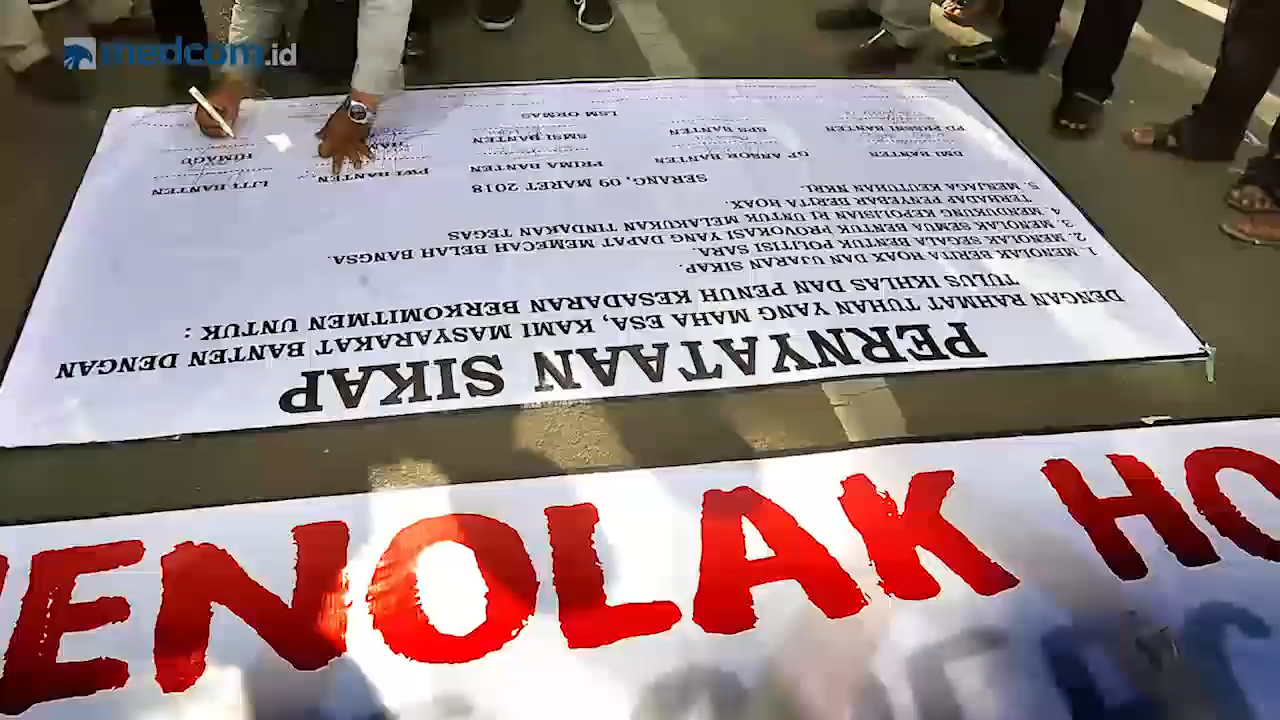 medcom.id
PERNYATAAN SIKAP
DENGAN RAHMAT TUHAN YANG MAHA ESA, KAMI MASYARAKAT BANTEN DENGAN
TULUS IKHLAS DAN PENUH KESADARAN BERKOMITMEN UNTUK :
1. MENOLAK BERITA HOAX DAN UJARAN SIKAP.
2. MENOLAK SEGALA BENTUK POLITISI SARA.
3. MENOLAK SEMUA BENTUK PROVOKASI YANG DAPAT MEMECAH BELAH BANGSA.
4. MENDUKUNG KEPOLISIAN RI UNTUK MELAKUKAN TINDAKAN TEGAS
TERHADAP PENYEBAR BERITA HOAX.
5. MENJAGA KEUTUHAN NKRI.
SERANG, 09 MARET 2018
DMI BANTEN GP ANSOR BANTEN PRIMA BANTEN PWI BANTEN IJTI BANTEN
PD PERSIS BANTEN SPS BANTEN SMSI BANTEN
LSM ORMAS
ENOLAK HO